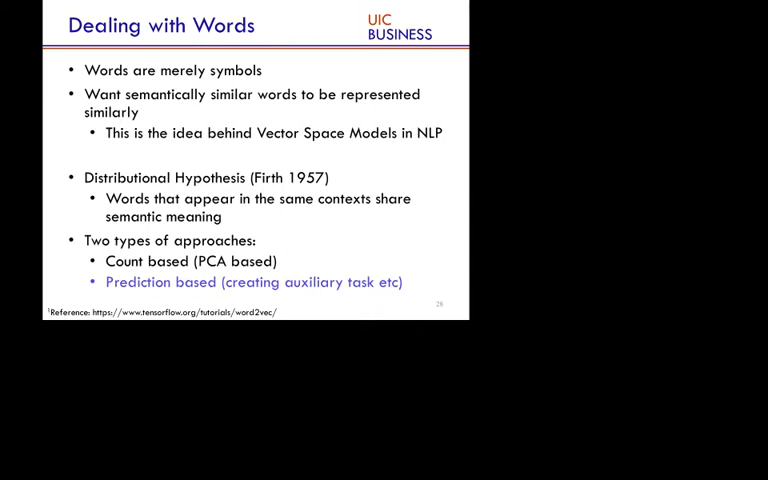 Dealing with Words
UIC
BUSINESS
• Words are merely symbols
• Want semantically similar words to be represented
similarly
• This is the idea behind Vector Space Models in NLP
• Distributional Hypothesis (Firth 1957)
• Words that appear in the same contexts share
semantic meaning
• Two types of approaches:
• Count based (PCA based)
• Prediction based (creating auxiliary task etc)
26
1Reference: https://www.tensorflow.org/tutorials/word2vec/